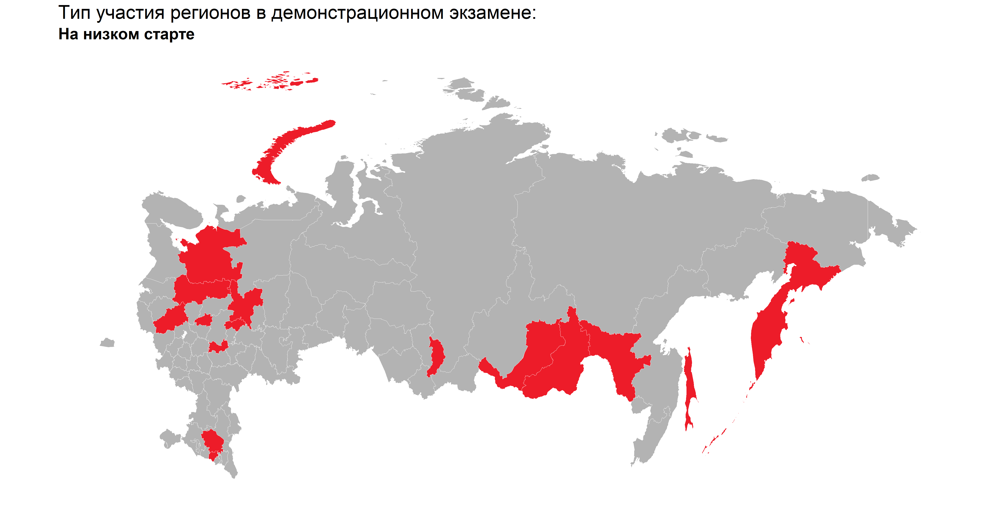 Тип участия регионов в демонстрационном экзамене:
На низком старте